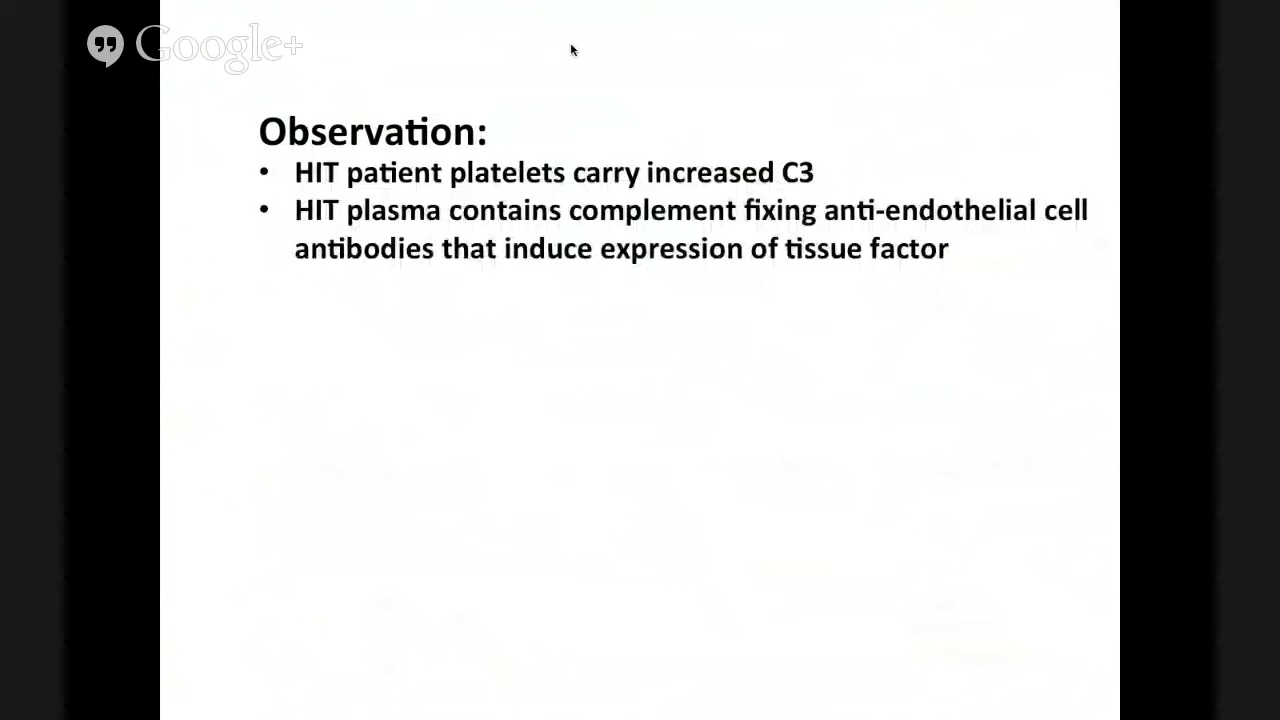 Google+
Observation:
• HIT patient platelets carry increased C3
• HIT plasma contains complement fixing anti-endothelial cell
antibodies that induce expression of tissue factor